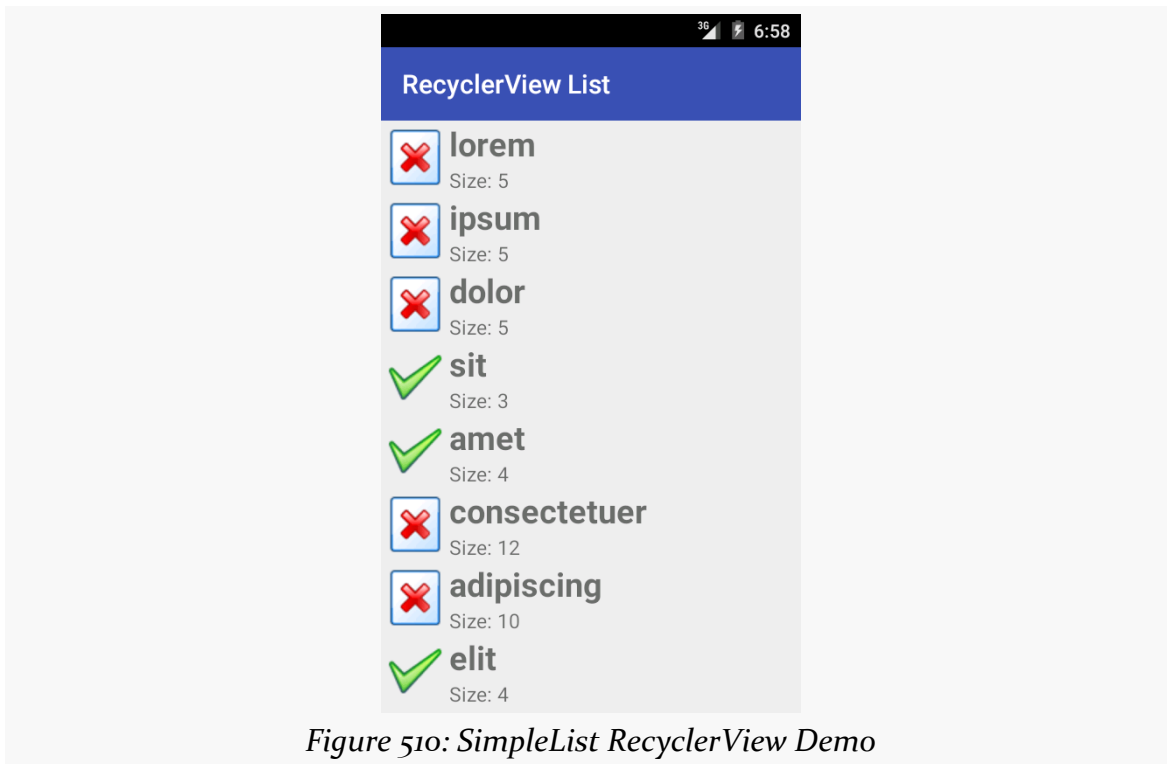 3G 6:58
RecyclerView List
lorem
Size: 5
ipsum
Size: 5
dolor
Size: 5
sit
Size: 3
amet
Size: 4
consectetuer
Size: 12
adipiscing
Size: 10
elit
Size: 4
Figure 510: SimpleList RecyclerView Demo